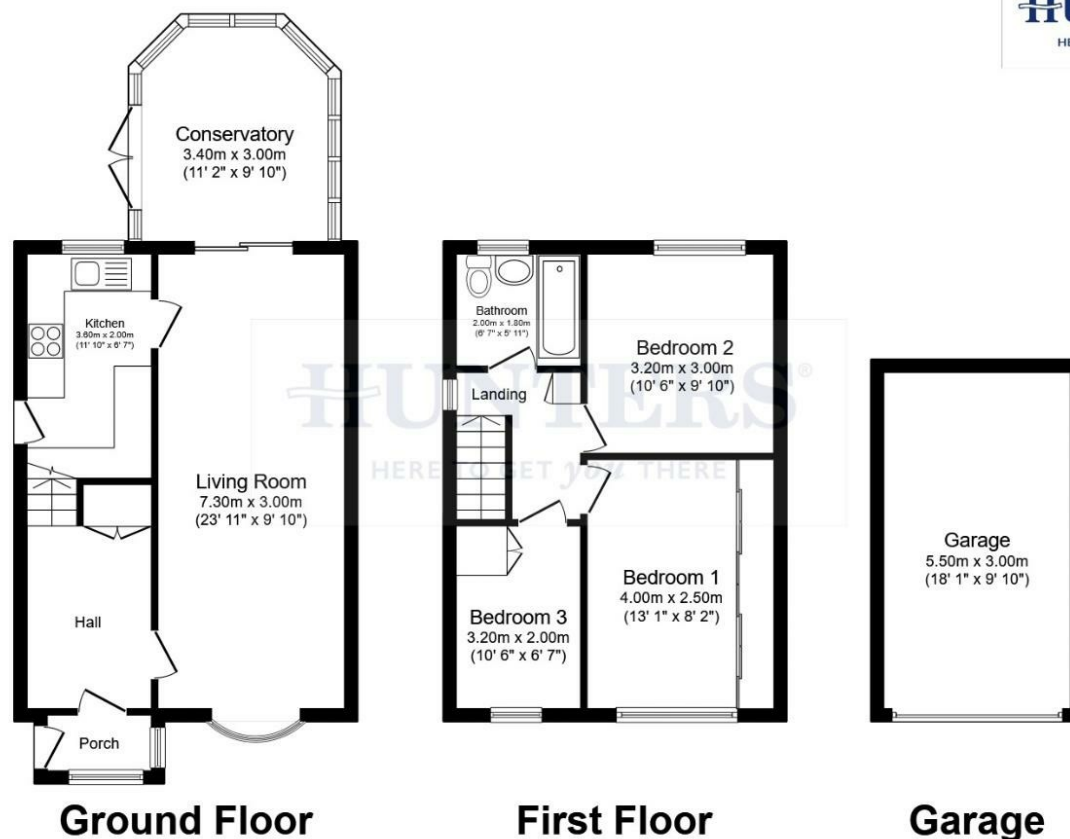 Conservatory
3.40m x 3.00m
(11' 2" x 9' 10")
Kitchen
3.60m x 2.00m
(11' 10" x 6' 7")
Living Room
7.30m x 3.00m
(23' 11" x 9' 10")
Hall
Porch
Ground Floor
Bathroom
2.00m x 1.80m
(6' 7" x 5' 11")
Landing
Bedroom 2
3.20m x 3.00m
(10' 6" x 9' 10")
Bedroom 1
4.00m x 2.50m
(13' 1" x 8' 2")
Bedroom 3
3.20m x 2.00m
(10' 6" x 6' 7")
First Floor
Garage
5.50m x 3.00m
(18' 1" x 9' 10")
Garage
HUNTERS®
HERE TO GET you THERE